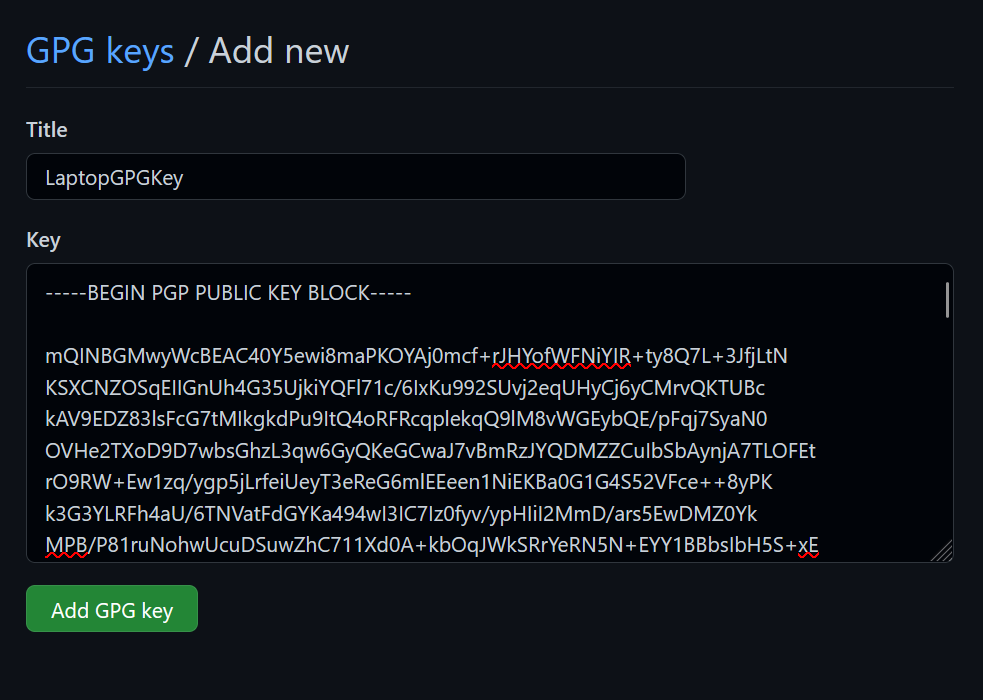 GPG keys / Add new
Title
LaptopGPGKey
Key
-----BEGIN PGP PUBLIC KEY BLOCK-----
mQINBGMwyWcBEAC40Y5ewi8maPKOYAj0mcf+rJHYofWFNiYIR+ty8Q7L+3JfjLtN
KSXCNZOSqEIIGnUh4G35UjkiYQFl71c/6IxKu992SUvj2eqUHyCj6yCMrvQKTUBc
kAV9EDZ83lsFcG7tMIkgkdPu9ItQ4oRFRcqplekqQ9lM8vWGEybQE/pFqj7SyaN0
OVHe2TXoD9D7wbsGhzL3qw6GyQKeGCwaJ7vBmRzJYQDMZZCuIbSbAynjA7TLOFEt
rO9RW+Ew1zq/ygp5jLrfeiUeyT3eReG6mlEEeen1NiEKBa0G1G4S52VFce++8yPK
k3G3YLRFh4aU/6TNVatFdGYKa494wI3IC7Iz0fyv/ypHIiI2MmD/ars5EwDMZ0Yk
MPB/P81ruNohwUcuDSuwZhC711Xd0A+kbOqJWkSRrYeRN5N+EYY1BBbsIbH5S+xE
Add GPG key